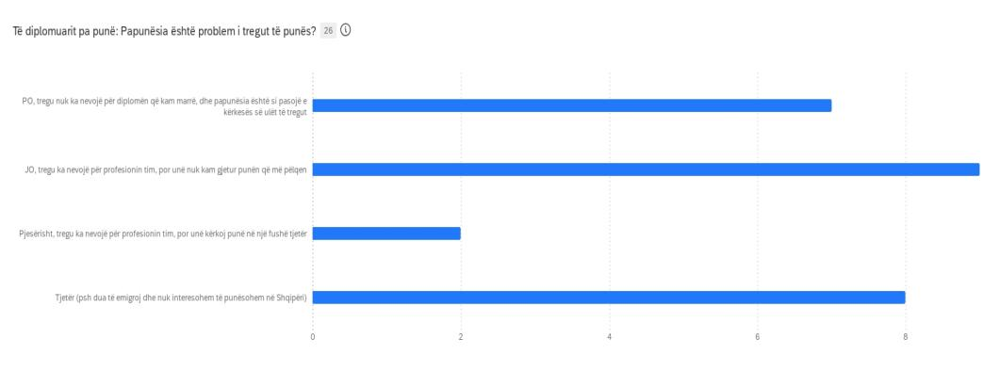 Të diplomuarit pa punë: Papunësia është problem i tregut të punës? 26
PO, tregu nuk ka nevojë për diplomën që kam marrë, dhe papunësia është si pasojë e
kërkesës së ulët të tregut
JO, tregu ka nevojë për profesionin tim, por unë nuk kam gjetur punën që më pëlqen
Pjesërisht, tregu ka nevojë për profesionin tim, por unë kërkoj punë në një fushë tjetër
Tjetër (psh dua të emigroj dhe nuk interesohem të punësohem në Shqipëri)
0 2 4 6 8